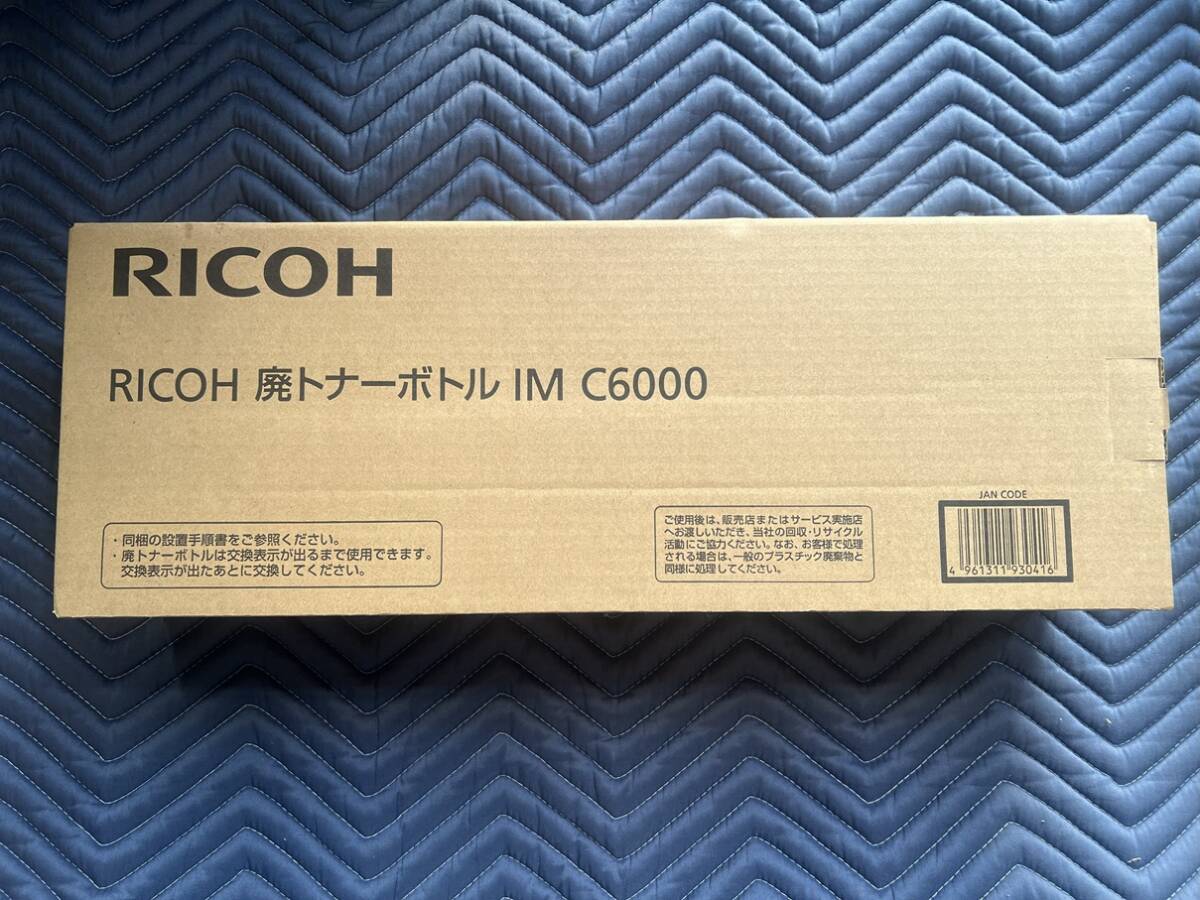 RICOH
RICOH 廃トナーボトル IM C6000
・同梱の設置手順書をご参照ください。
・廃トナーボトルは交換表示が出るまで使用できます。
交換表示が出たあとに交換してください。
ご使用後は、販売店またはサービス実施店
へお渡しいただき、当社の回収・リサイクル
活動にご協力ください。なお、お客様で処理
される場合は、一般のプラスチック廃棄物と
同様に処理してください。
JAN CODE
4 961311 930416